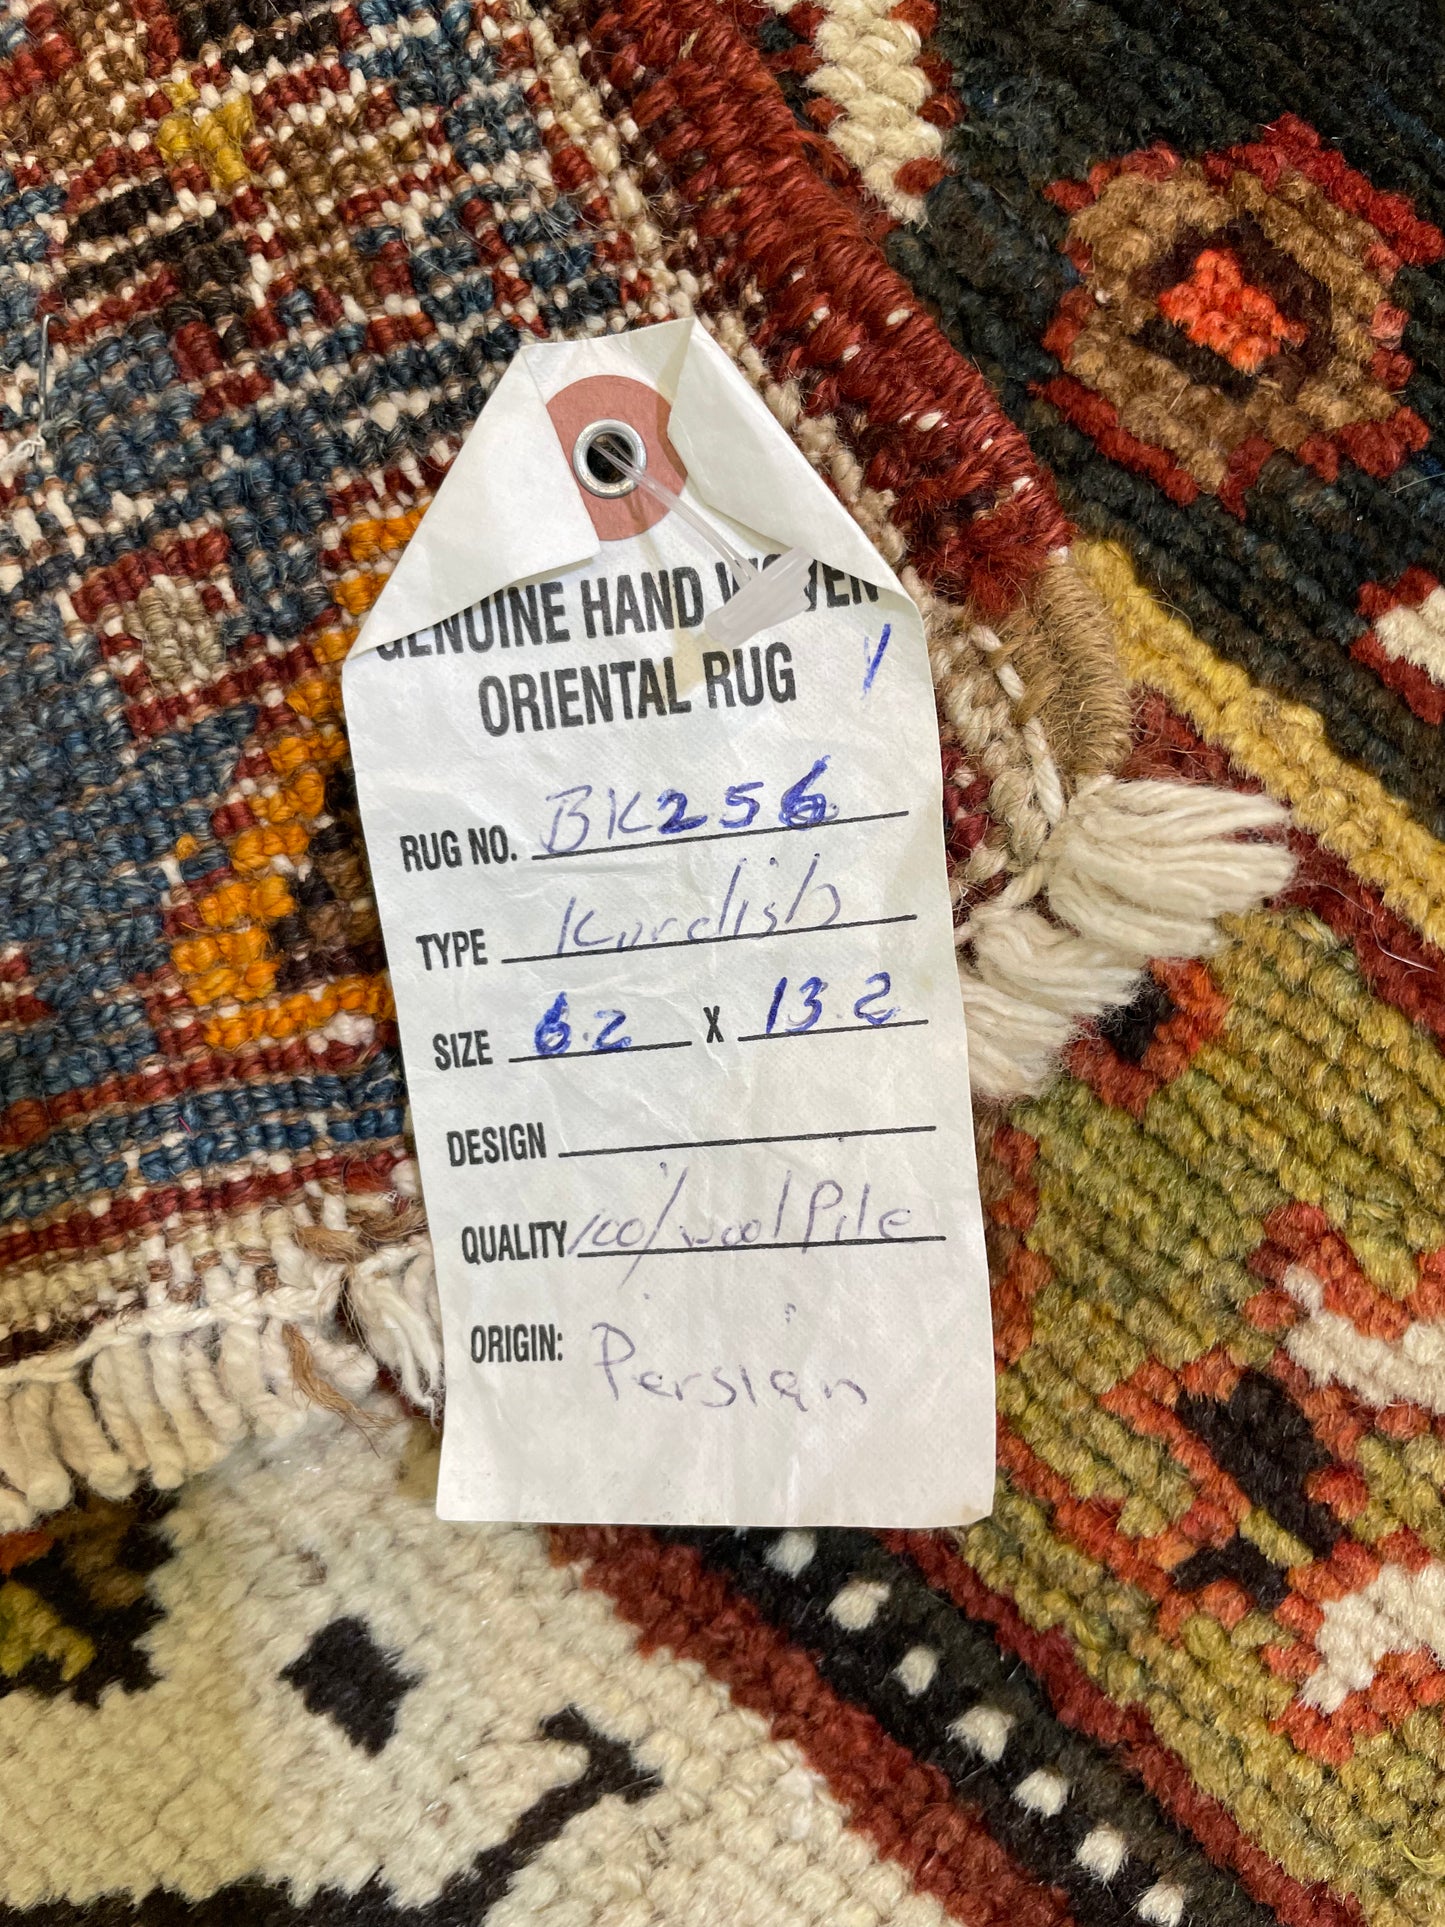 GENUINE HAND WOVEN
ORIENTAL RUG
RUG NO. BK256
TYPE Kurdish
SIZE 6.2 X 13.2
DESIGN
QUALITY 100% wool Pile
ORIGIN: Persian